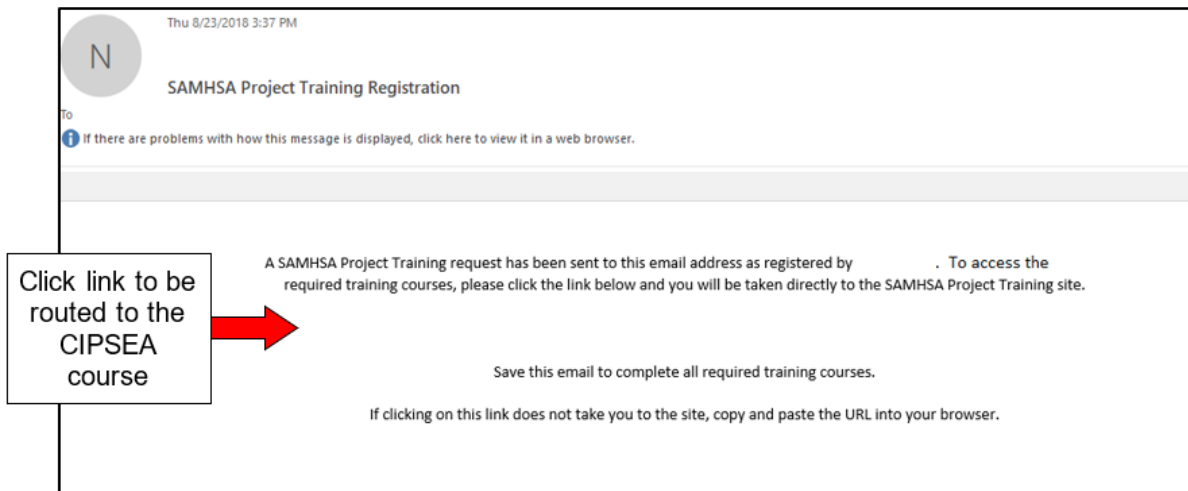 Thu 8/23/2018 3:37 PM
N
SAMHSA Project Training Registration
To
If there are problems with how this message is displayed, click here to view it in a web browser.
A SAMHSA Project Training request has been sent to this email address as registered by . To access the
required training courses, please click the link below and you will be taken directly to the SAMHSA Project Training site.
Click link to be
routed to the
CIPSEA
course
Save this email to complete all required training courses.
If clicking on this link does not take you to the site, copy and paste the URL into your browser.